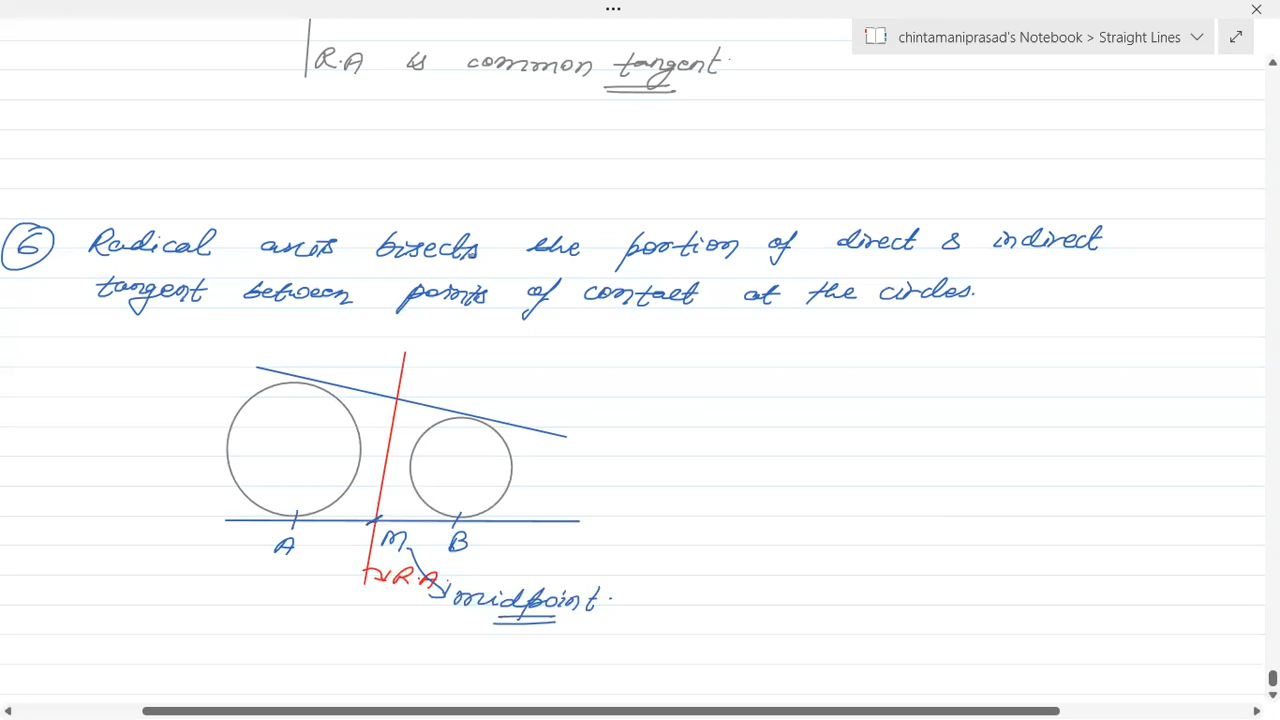 ...
chintamaniprasad's Notebook > Straight Lines
R.A is common tangent.
6 Radical axis bisects the portion of direct & indirect
tangent between points of contact at the circles.
A M B
R.A.
midpoint.